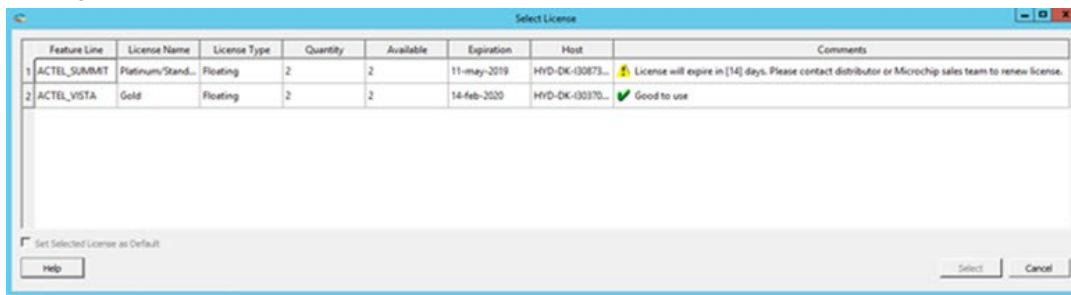 Select License
Feature Line License Name License Type Quantity Available Expiration Host Comments
1 ACTEL_SUMMIT Platinum/Stand... Floating 2 2 11-may-2019 HYD-DK-I30873... License will expire in [14] days. Please contact distributor or Microchip sales team to renew license.
2 ACTEL_VISTA Gold Floating 2 2 14-feb-2020 HYD-DK-I30370... Good to use
Set Selected License as Default
Help Select Cancel